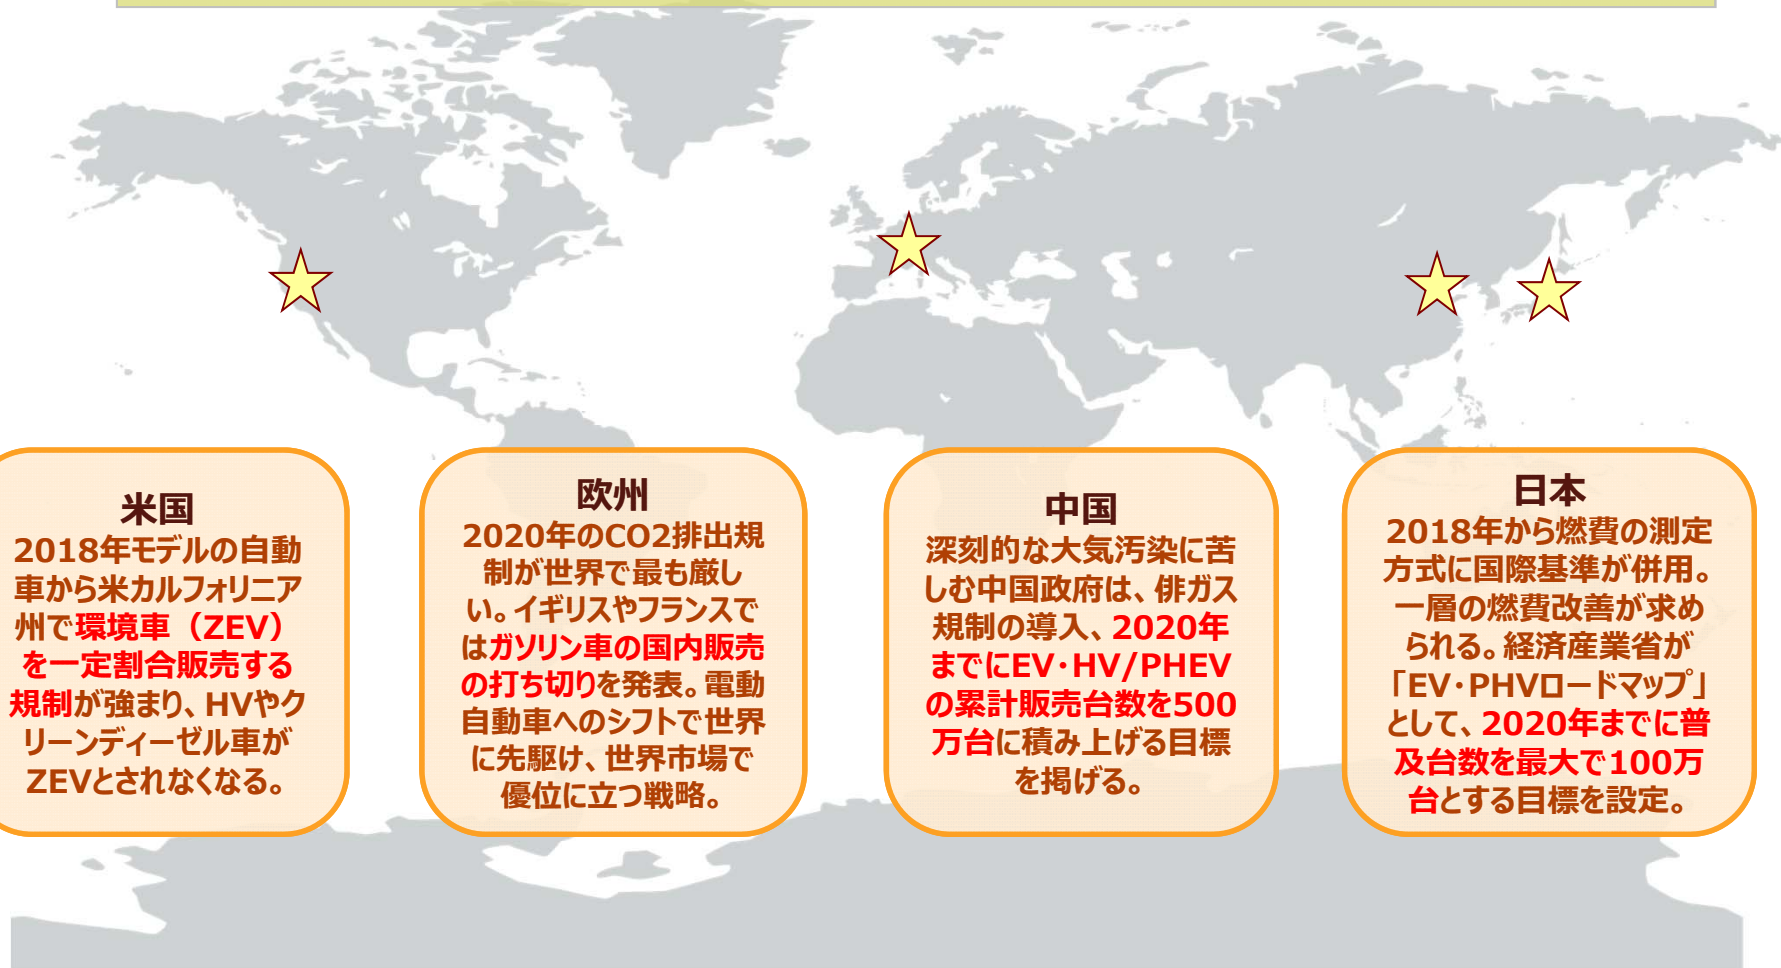 米国
2018年モデルの自動
車から米カルフォリニア
州で環境車（ZEV）
を一定割合販売する
規制が強まり、HVやク
リーンディーゼル車が
ZEVとされなくなる。
欧州
2020年のCO2排出規
制が世界で最も厳し
い。イギリスやフランスで
はガソリン車の国内販売
の打ち切りを発表。電動
自動車へのシフトで世界
に先駆け、世界市場で
優位に立つ戦略。
中国
深刻的な大気汚染に苦
しむ中国政府は、俳ガス
規制の導入、2020年
までにEV･HV/PHEV
の累計販売台数を500
万台に積み上げる目標
を掲げる。
日本
2018年から燃費の測定
方式に国際基準が併用。
一層の燃費改善が求め
られる。経済産業省が
「EV･PHVロードマップ」
として、2020年までに普
及台数を最大で100万
台とする目標を設定。